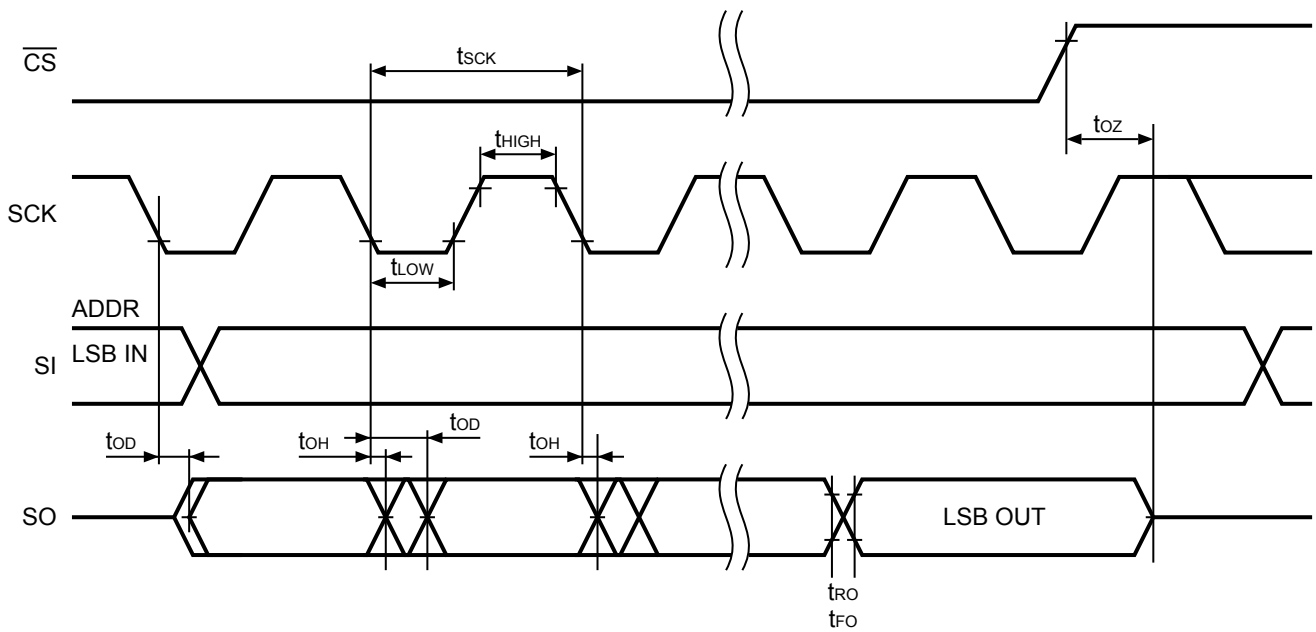 CS
tSCK
tHIGH
tOZ
SCK
tLOW
ADDR
LSB IN
SI
tOD
tOH
tOD
tOH
SO
LSB OUT
tRO
tFO